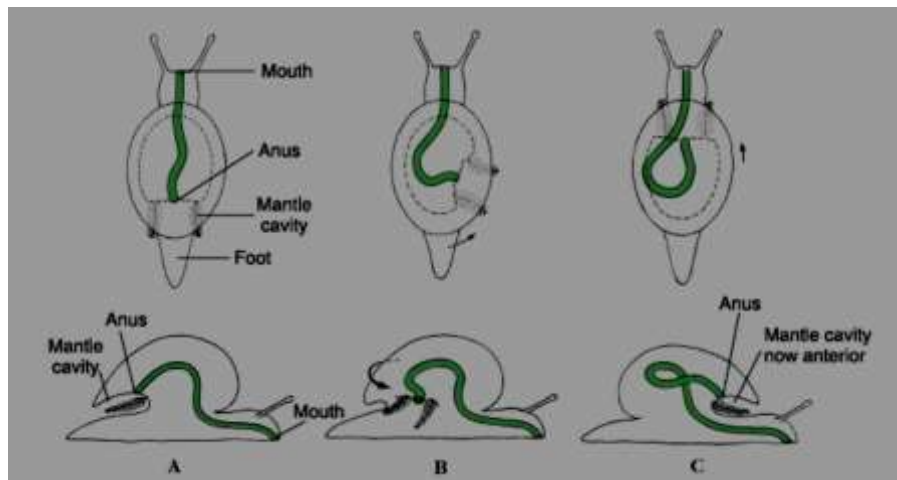 Mouth
Anus
Mantle
cavity
Foot
Anus
Mantle
cavity
Mouth
Anus
Mantle cavity
now anterior
A
B
C